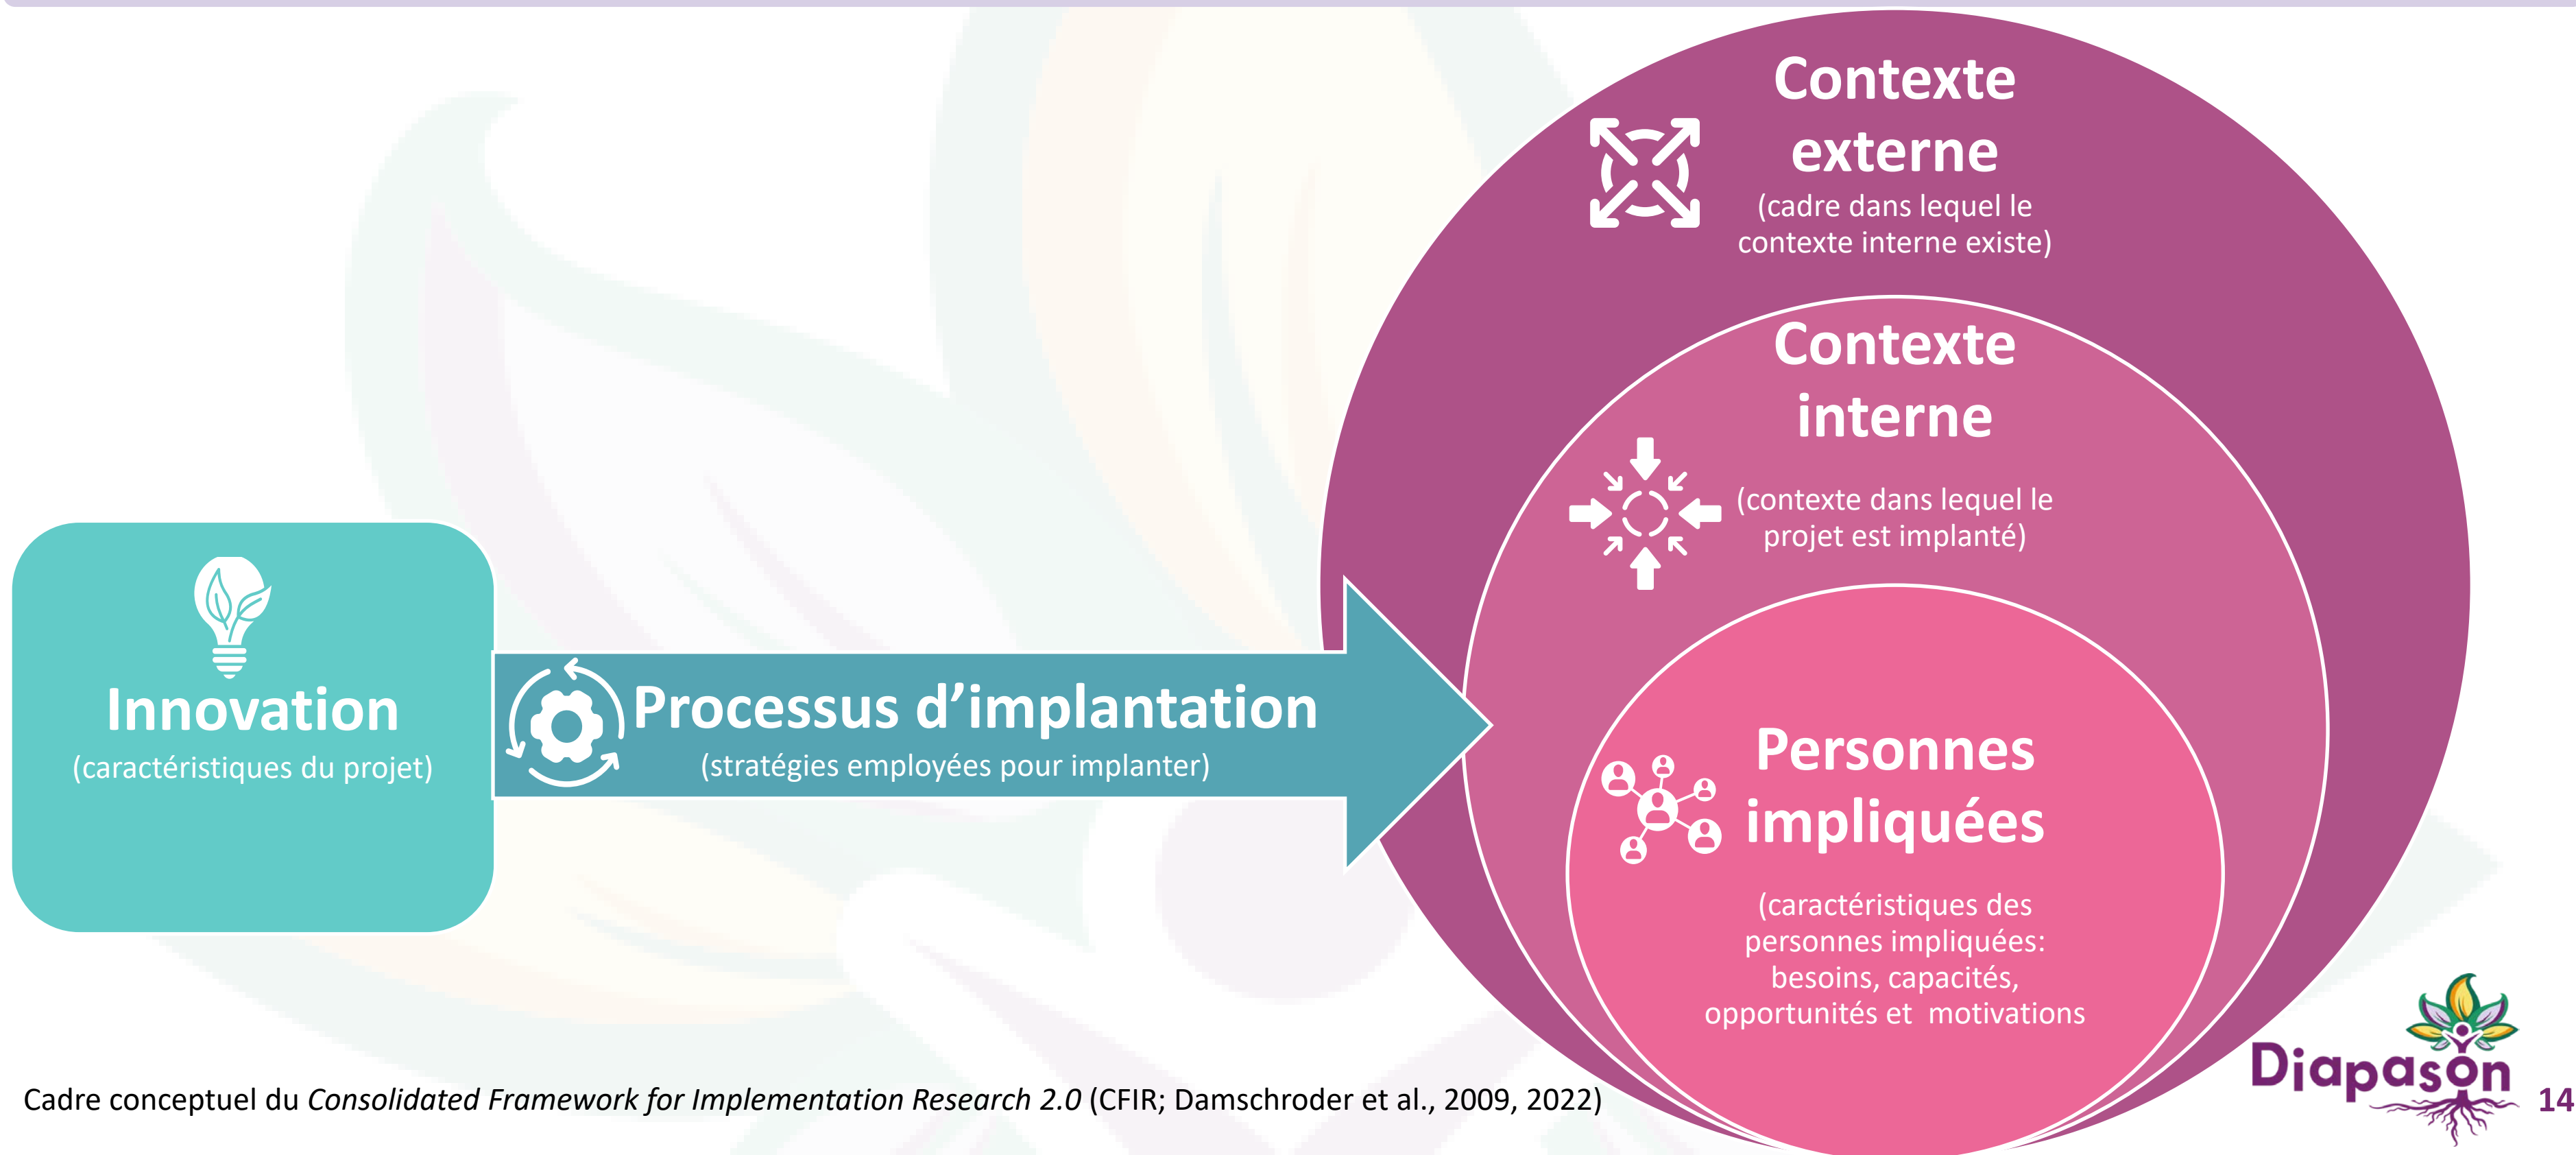 Contexte
externe
(cadre dans lequel le
contexte interne existe)
Contexte
interne
(contexte dans lequel le
projet est implanté)
Innovation
(caractéristiques du projet)
Processus d’implantation
(stratégies employées pour implanter)
Personnes
impliquées
(caractéristiques des
personnes impliquées:
besoins, capacités,
opportunités et motivations
Cadre conceptuel du Consolidated Framework for Implementation Research 2.0 (CFIR; Damschroder et al., 2009, 2022)
Diapason
14